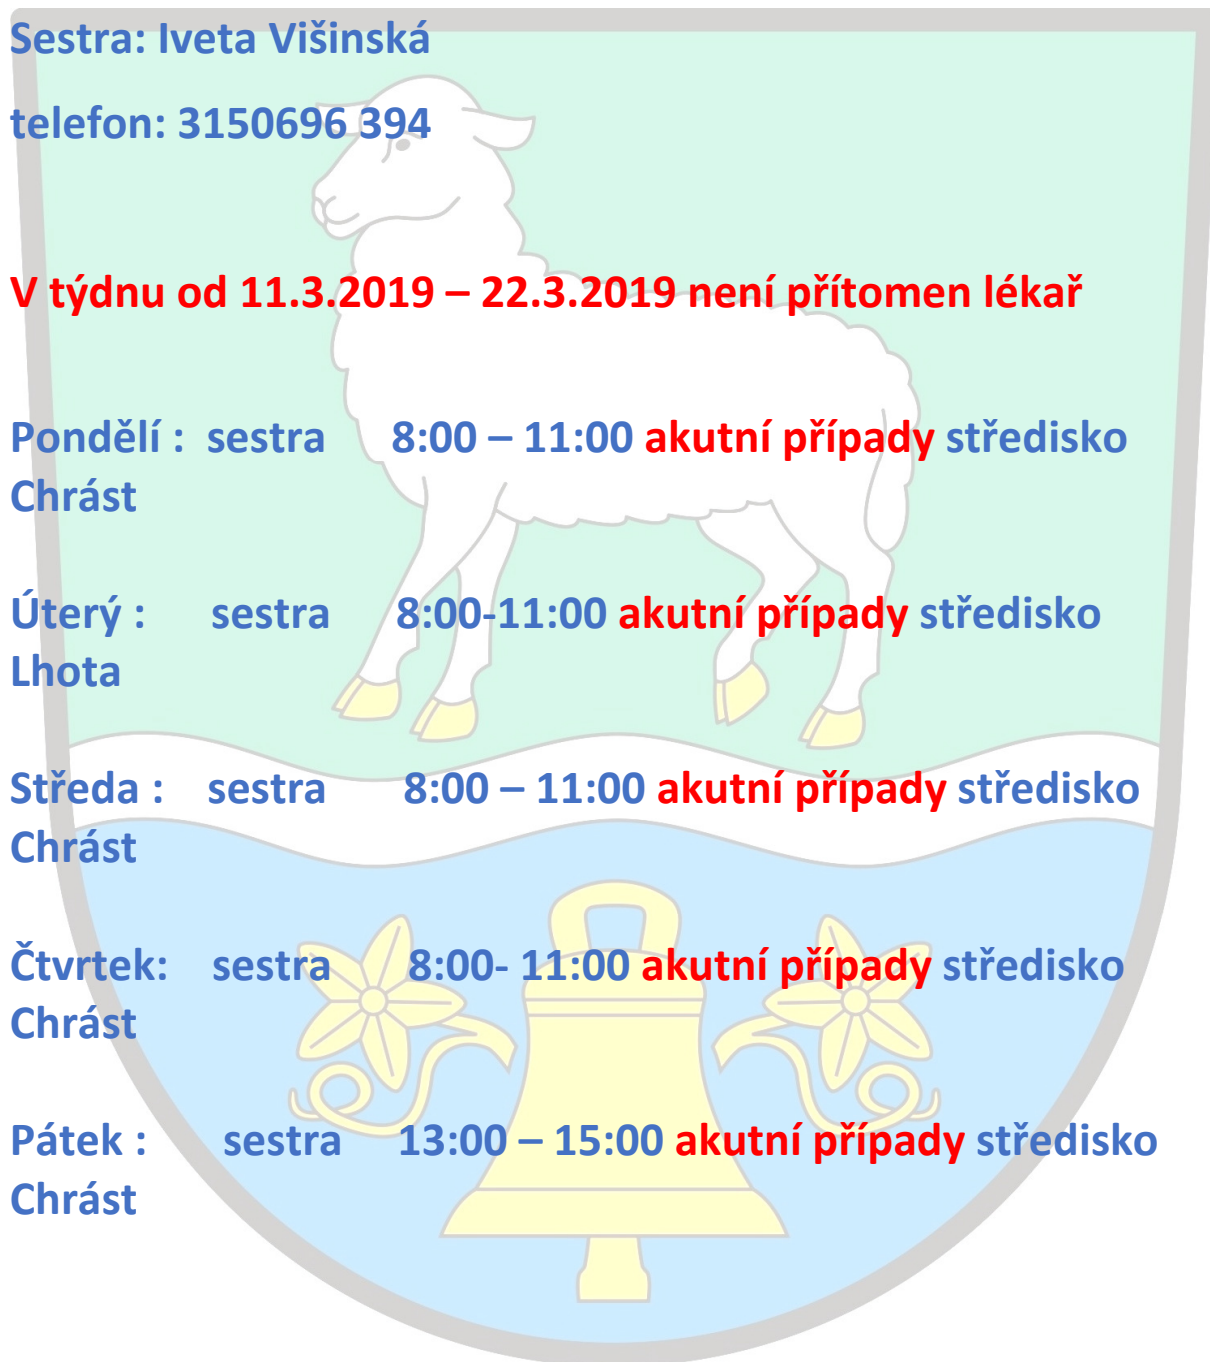 Sestra: Iveta Višinská
telefon: 3150696 394
V týdnu od 11.3.2019 – 22.3.2019 není přítomen lékař
Pondělí : sestra 8:00 – 11:00 akutní případy středisko
Chrást
Úterý : sestra 8:00-11:00 akutní případy středisko
Lhota
Středa : sestra 8:00 – 11:00 akutní případy středisko
Chrást
Čtvrtek: sestra 8:00- 11:00 akutní případy středisko
Chrást
Pátek : sestra 13:00 – 15:00 akutní případy středisko
Chrást